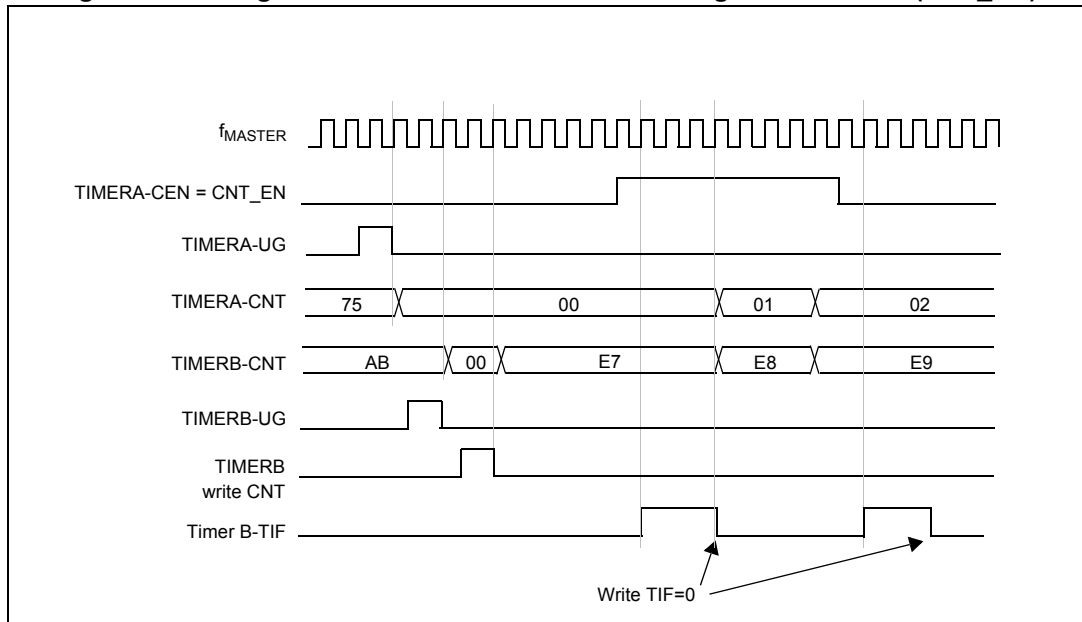 fMASTER
TIMERA-CEN = CNT_EN
TIMERA-UG
TIMERA-CNT 75 00 01 02
TIMERB-CNT AB 00 E7 E8 E9
TIMERB-UG
TIMERB
write CNT
Timer B-TIF
Write TIF=0